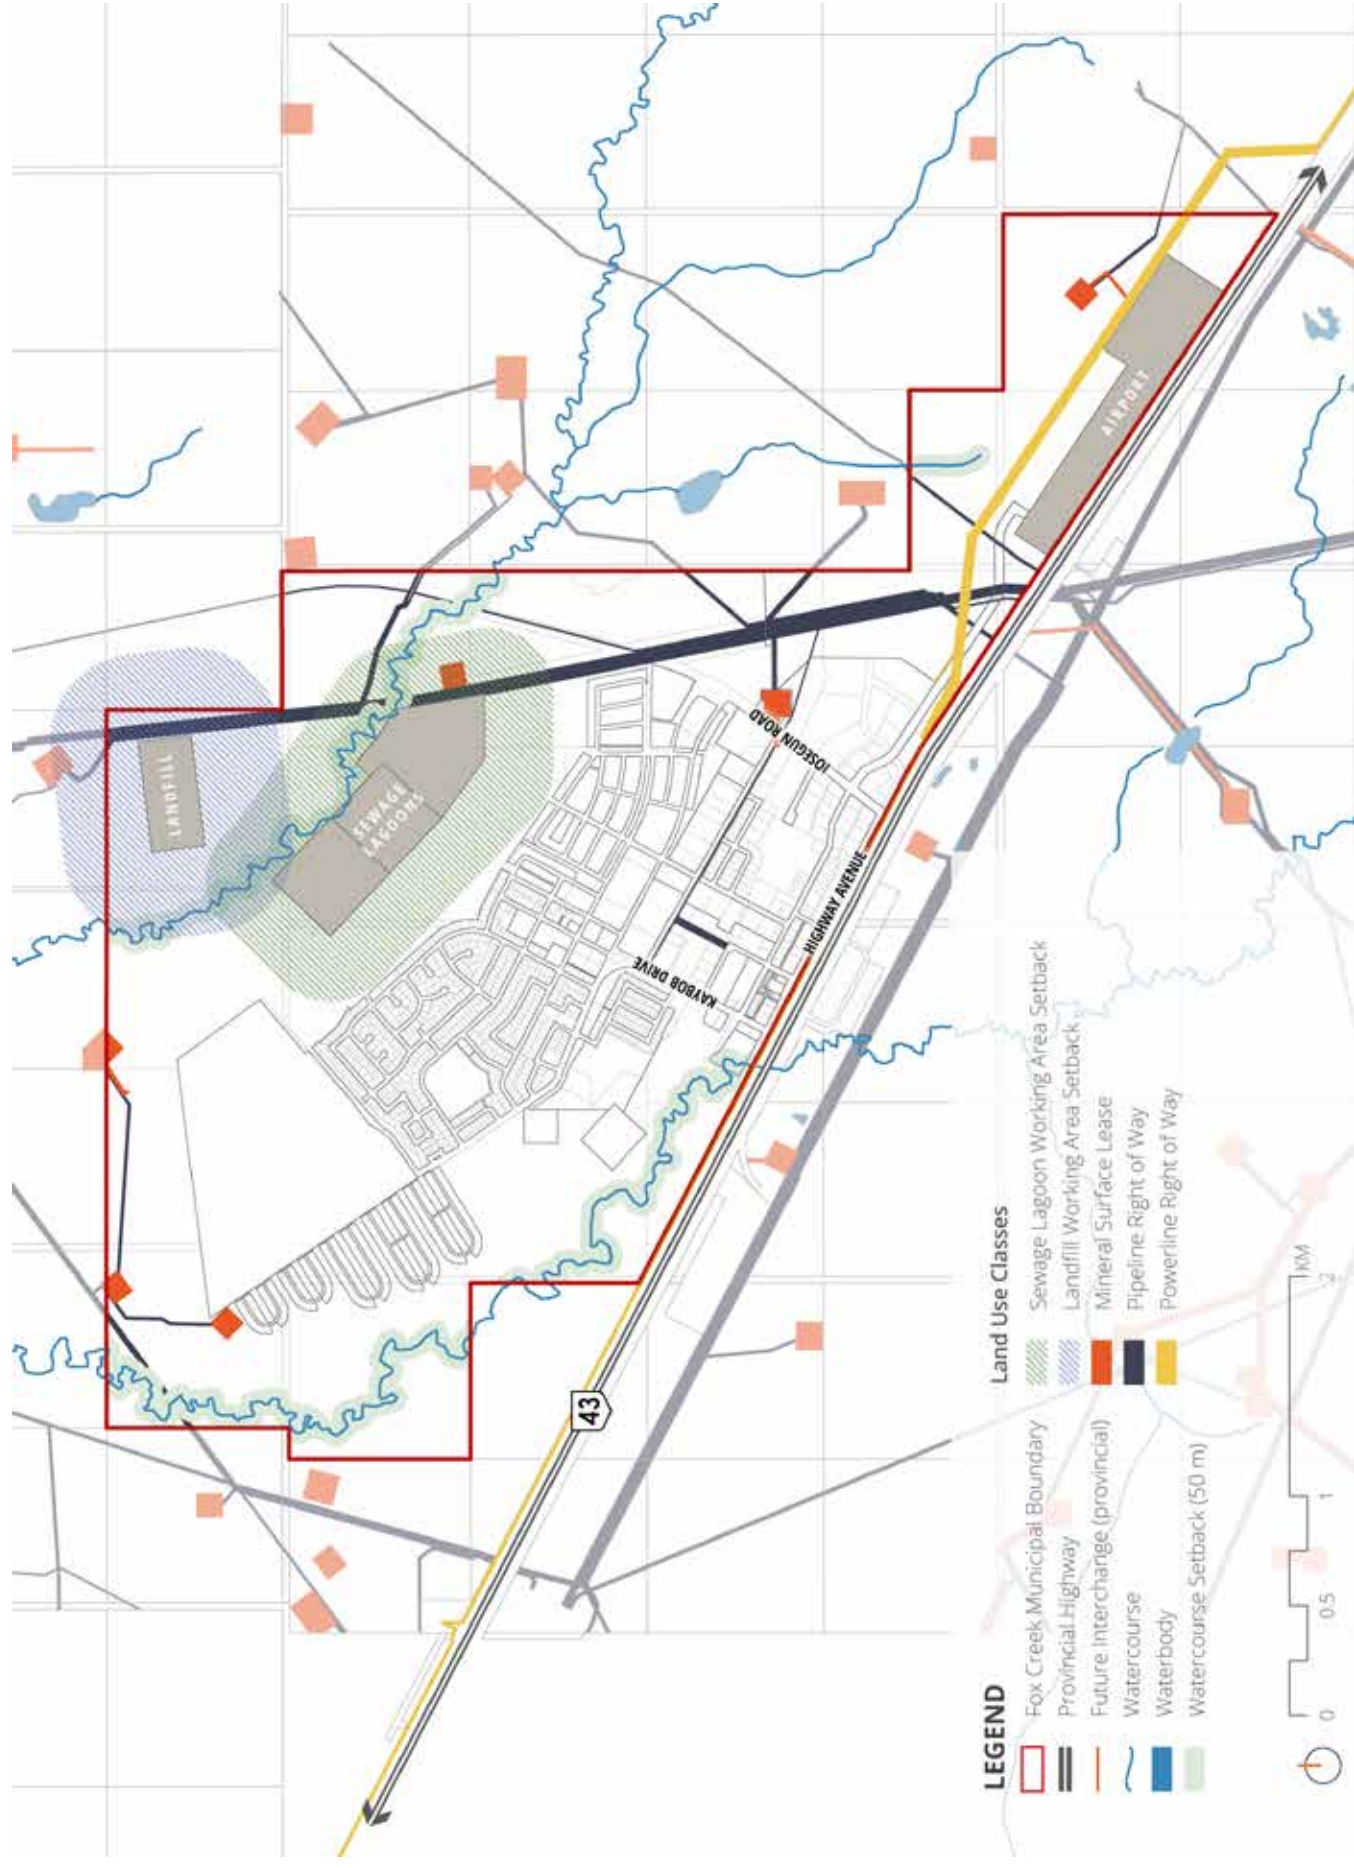 LANDFILL
SEWAGE
LAGOONS
IOSEGUN ROAD
KAYBOB DRIVE
HIGHWAY AVENUE
AIRPORT
43
LEGEND
Fox Creek Municipal Boundary
Provincial Highway
Future Interchange (provincial)
Watercourse
Waterbody
Watercourse Setback (50 m)
Land Use Classes
Sewage Lagoon Working Area Setback
Landfill Working Area Setback
Mineral Surface Lease
Pipeline Right of Way
Powerline Right of Way
0 0.5 1 2
KM